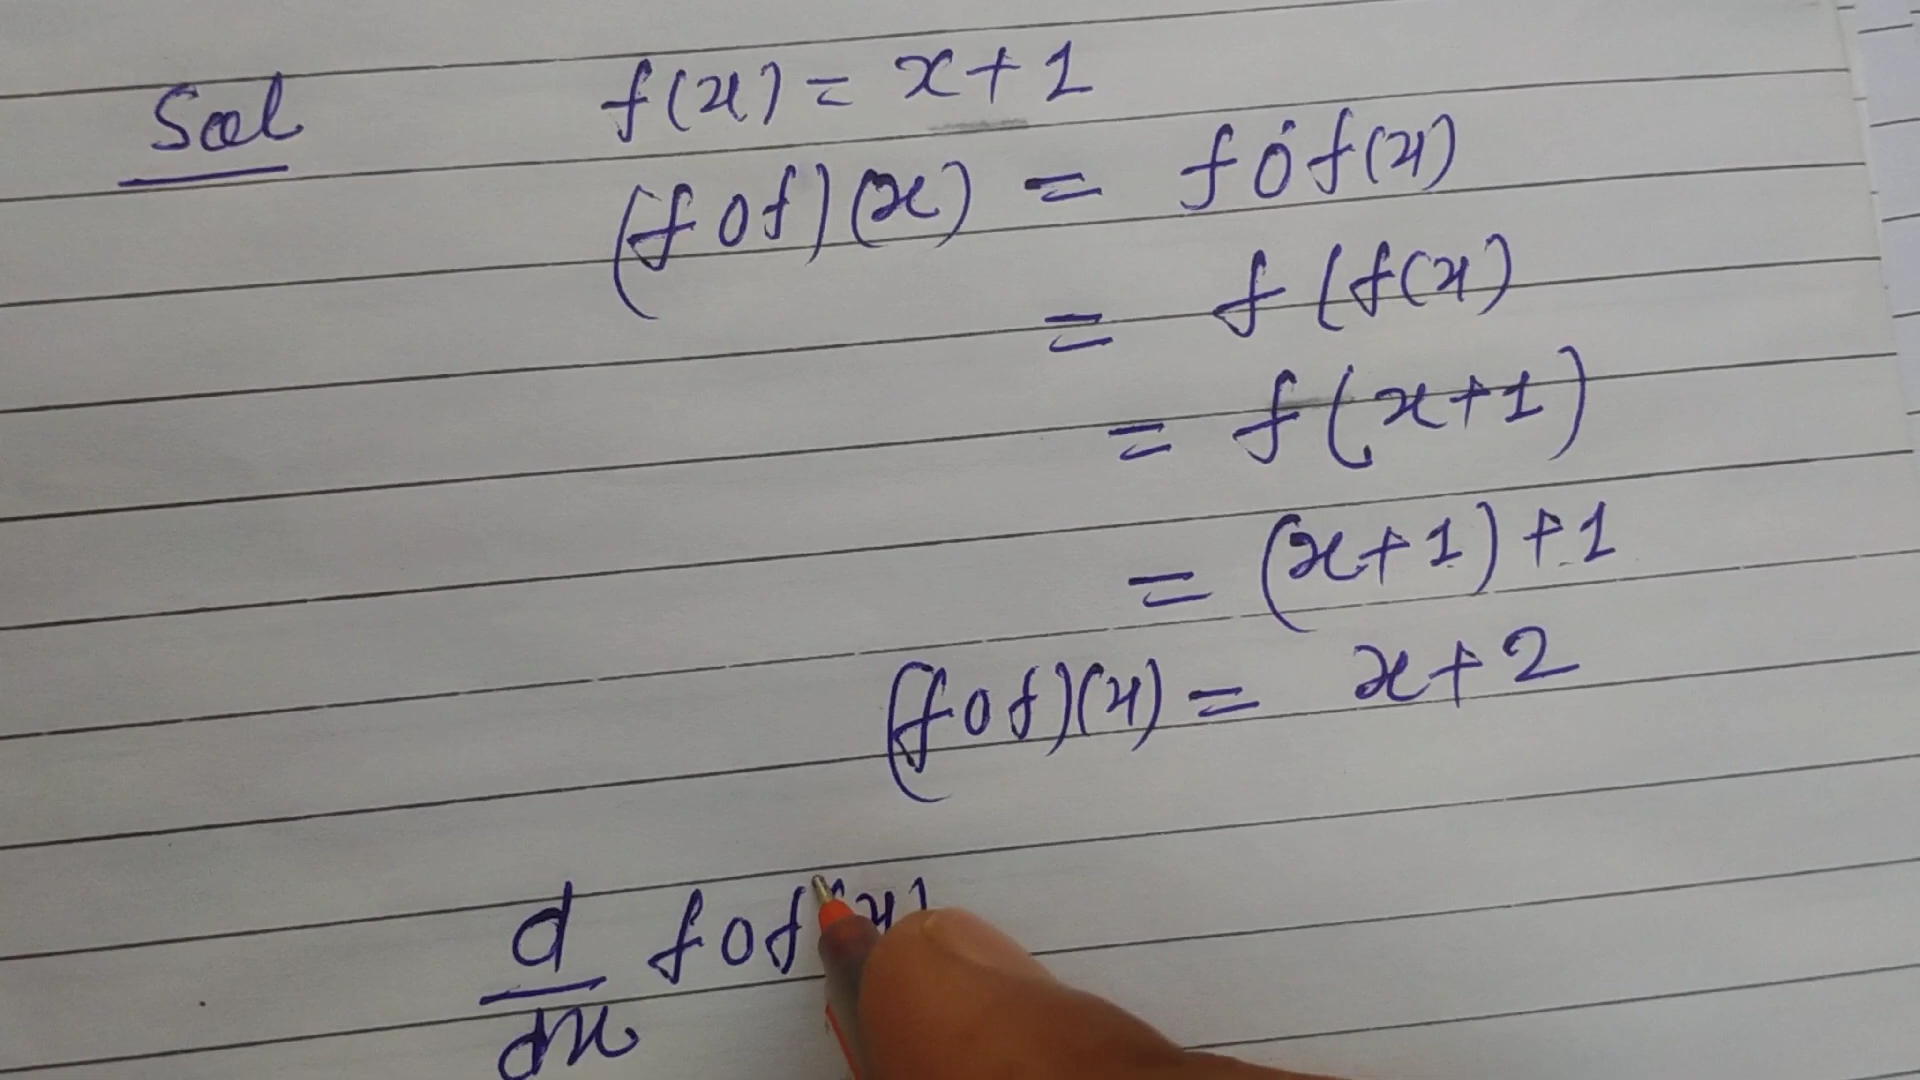 Sol f(x) = x+1
(fof)(x) = fof(x)
= f(f(x)
= f(x+1)
= (x+1)+1
(fof)(x) = x+2
d/dx fof(x)